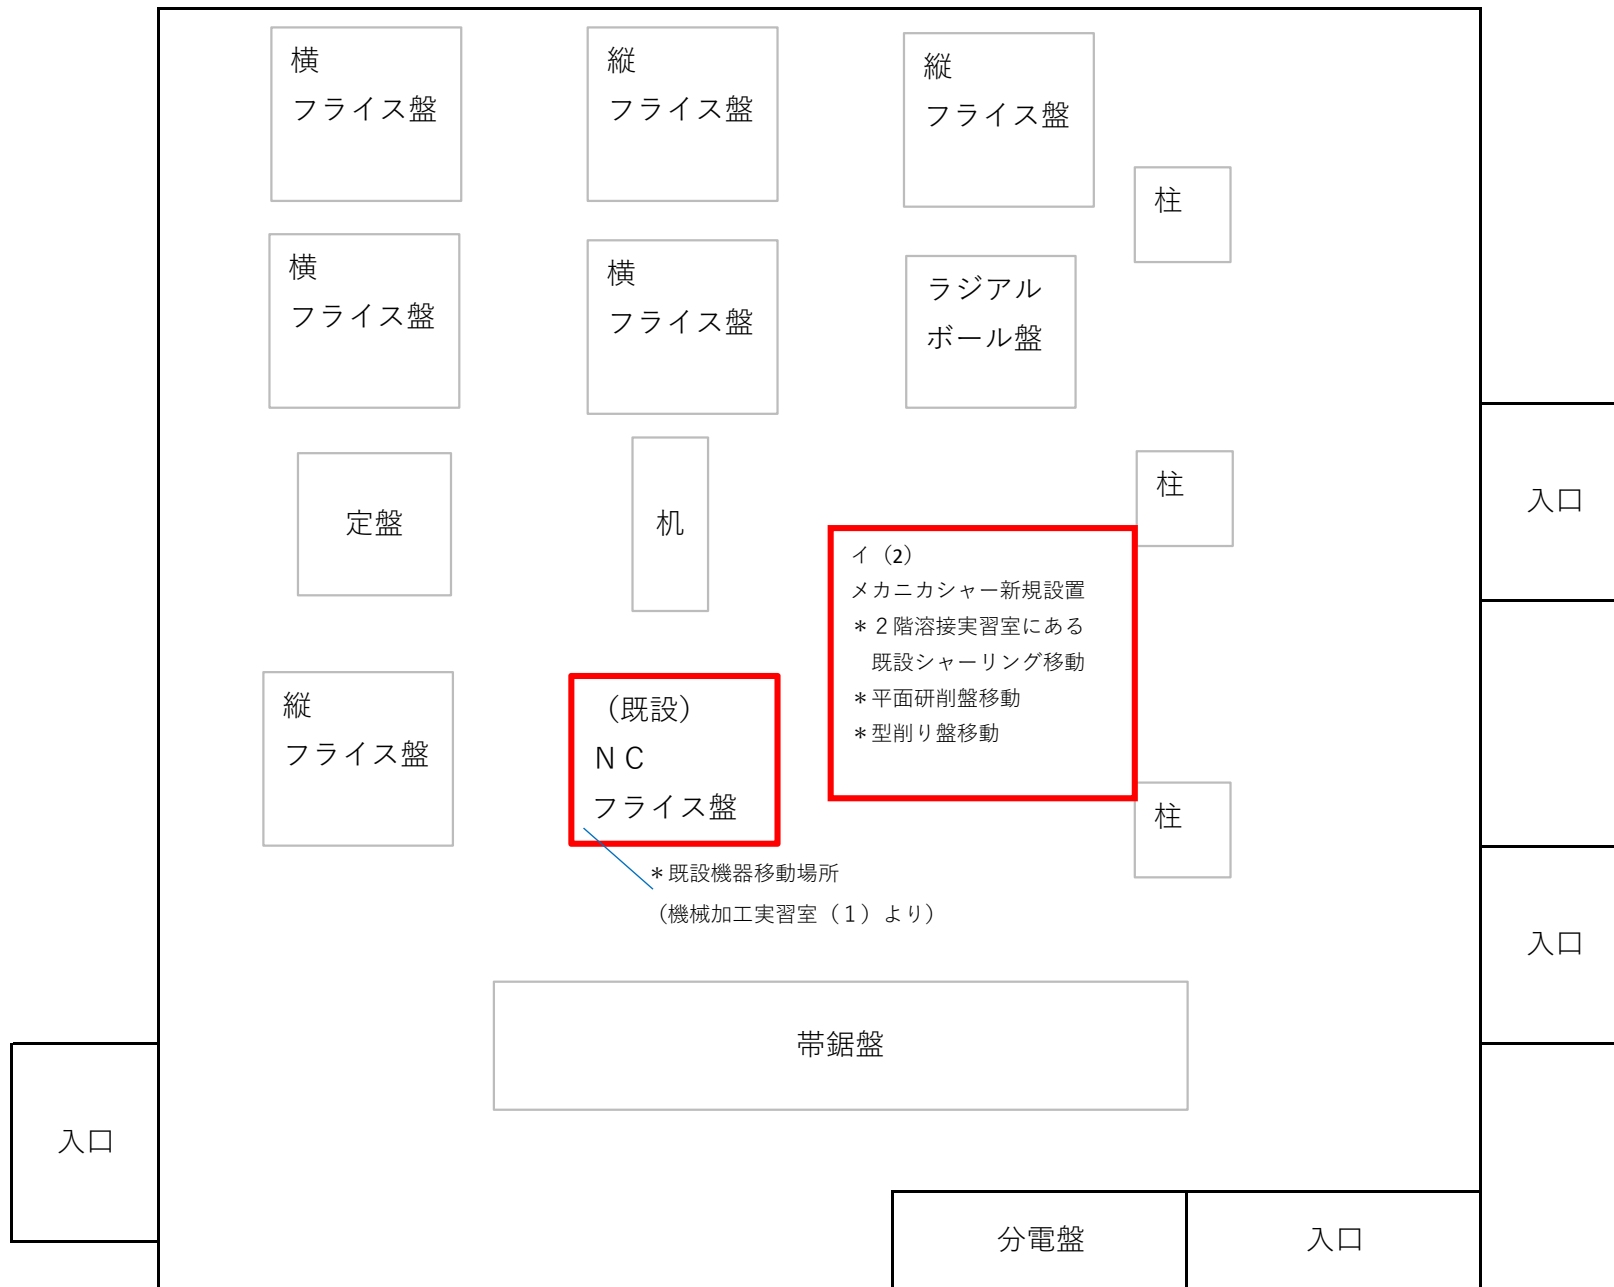 横
フライス盤
縦
フライス盤
縦
フライス盤
柱
横
フライス盤
横
フライス盤
ラジアル
ボール盤
定盤
机
柱
入口
イ（2）
メカニカシャー新規設置
＊２階溶接実習室にある
既設シャーリング移動
＊平面研削盤移動
＊型削り盤移動
縦
フライス盤
（既設）
ＮＣ
フライス盤
柱
＊既設機器移動場所
（機械加工実習室（１）より）
入口
帯鋸盤
入口
分電盤
入口